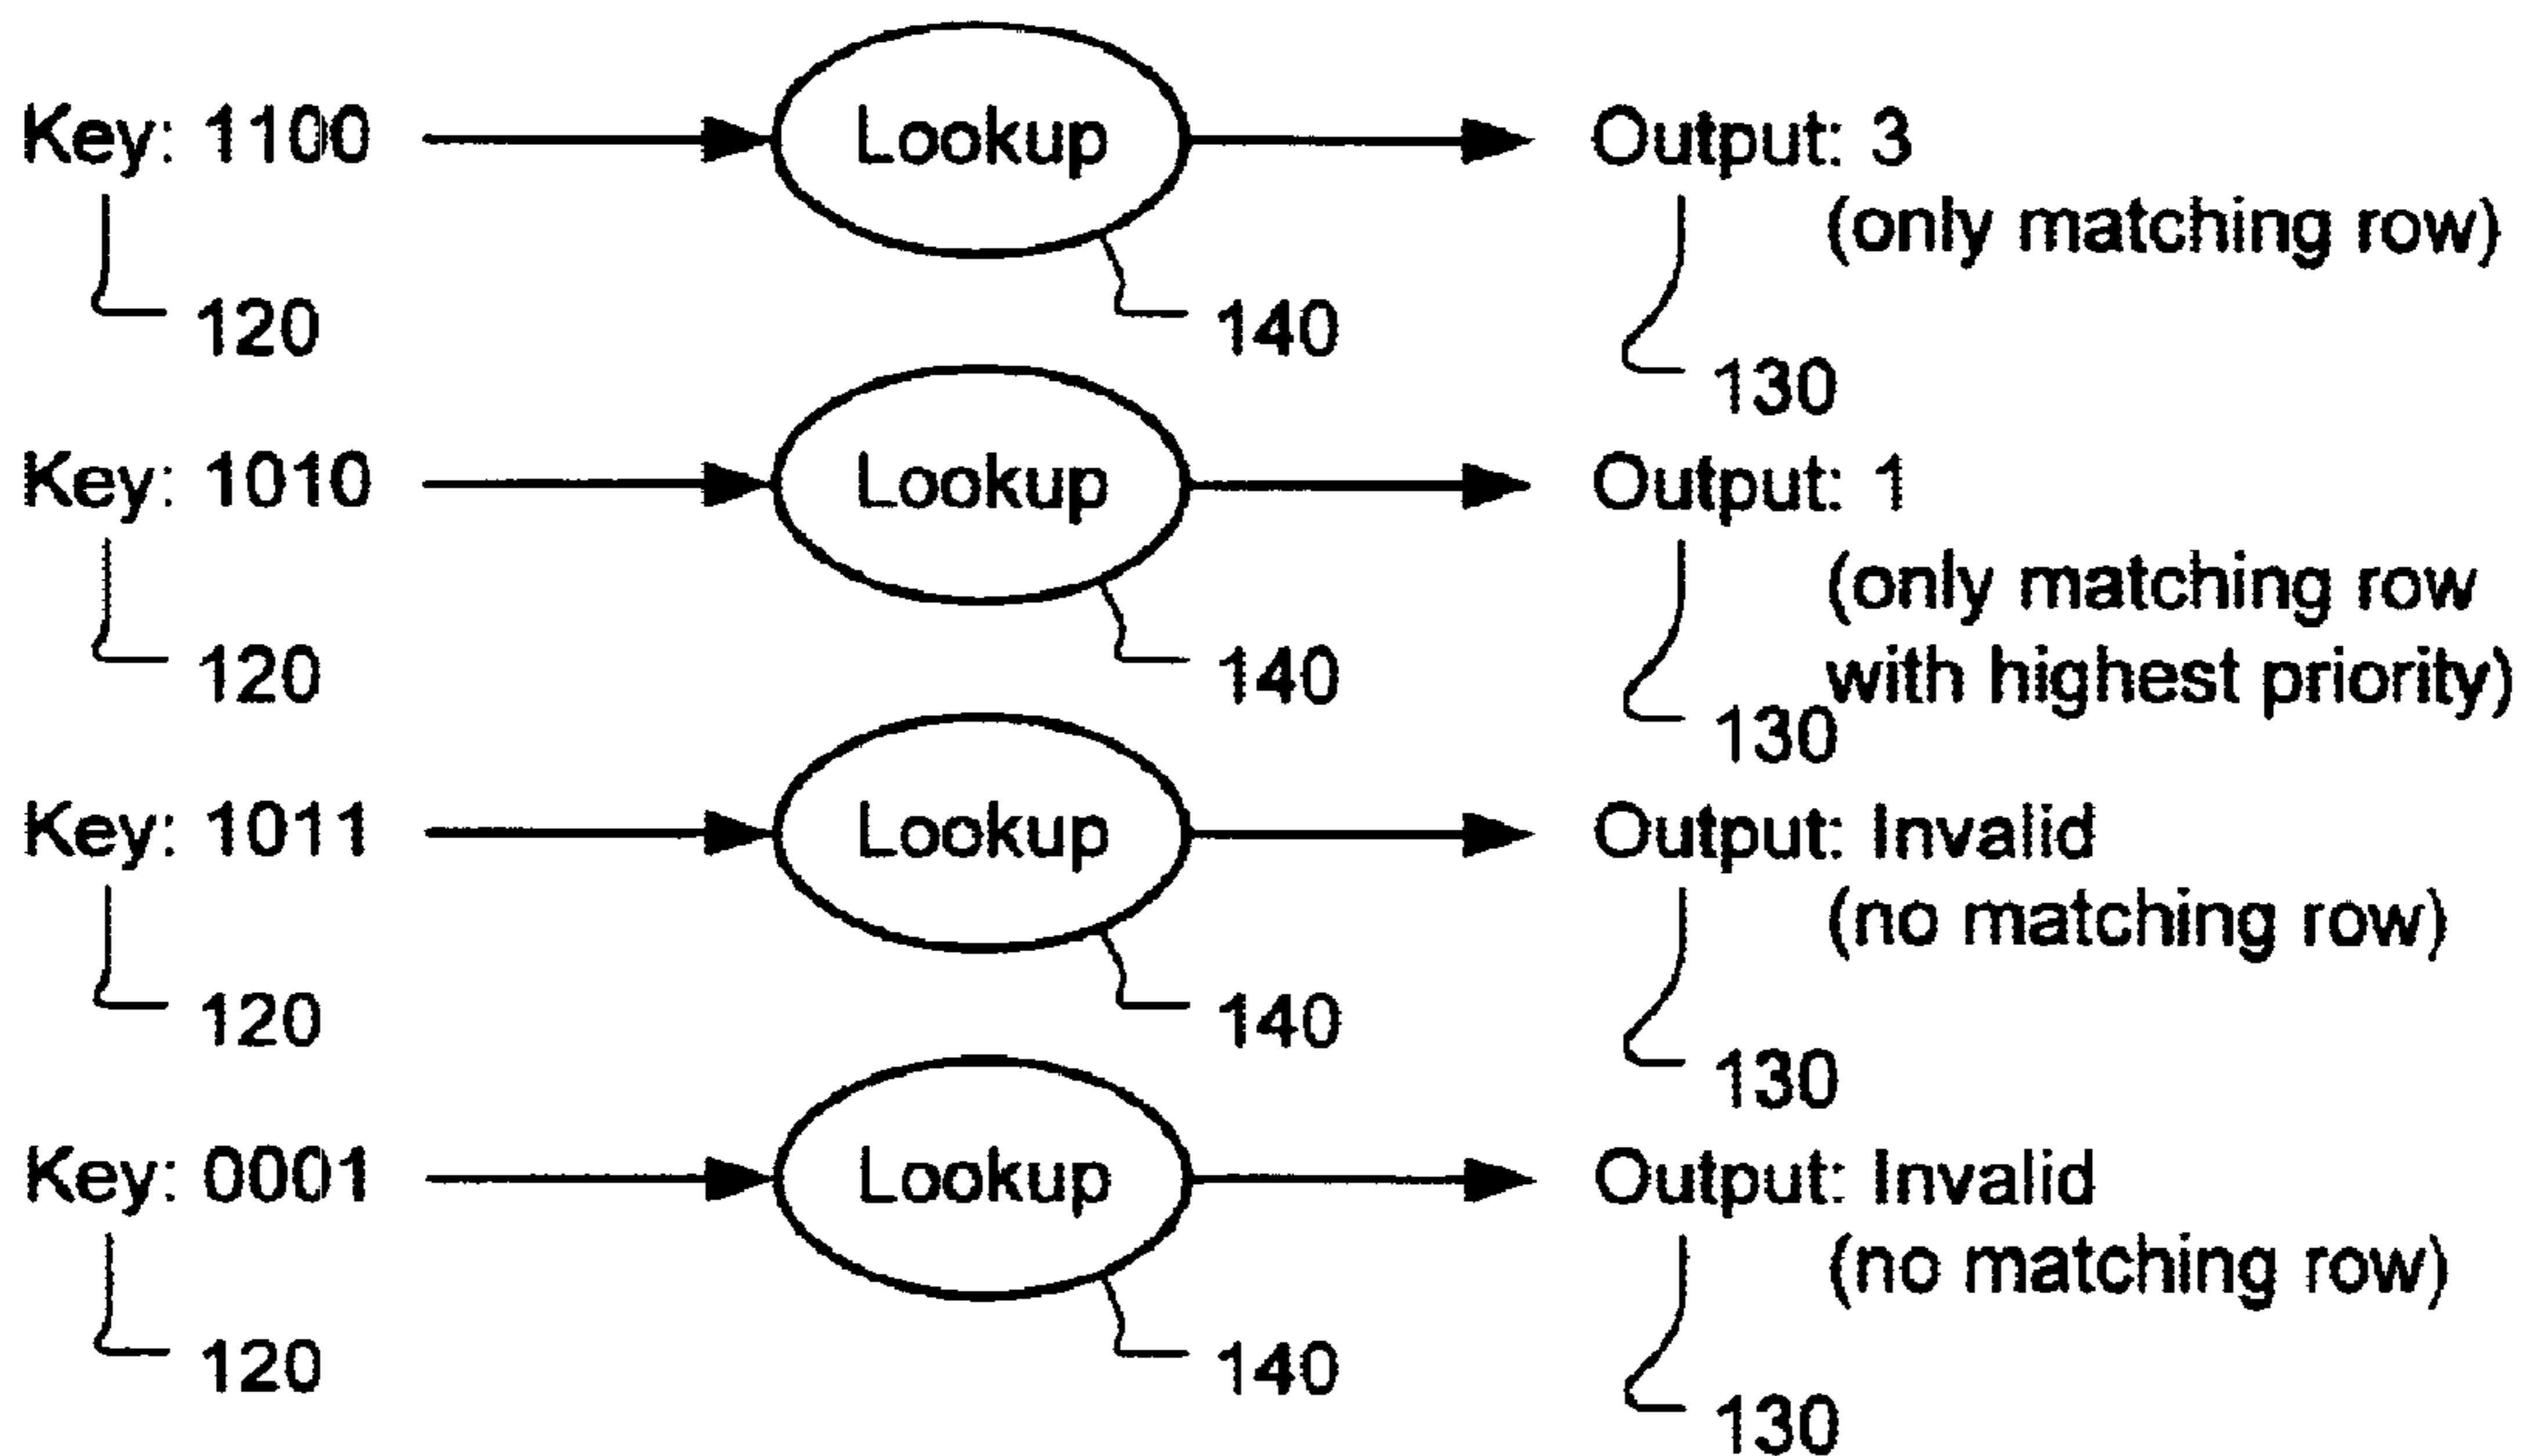 Key: 1100 Lookup Output: 3
(only matching row)
120 140 130
Key: 1010 Lookup Output: 1
(only matching row
with highest priority)
120 140 130
Key: 1011 Lookup Output: Invalid
(no matching row)
120 140 130
Key: 0001 Lookup Output: Invalid
(no matching row)
120 140 130